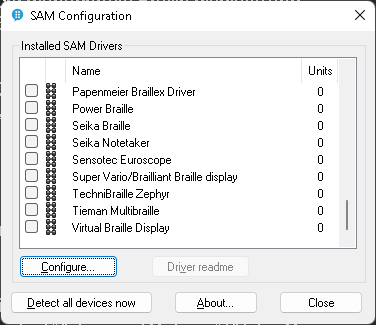 SAM Configuration
Installed SAM Drivers
Name Units
Papenmeier Braillex Driver 0
Power Braille 0
Seika Braille 0
Seika Notetaker 0
Sensotec Euroscope 0
Super Vario/Brailliant Braille display 0
TechniBraille Zephyr 0
Tieman Multibraille 0
Virtual Braille Display 0
Configure... Driver readme
Detect all devices now About... Close